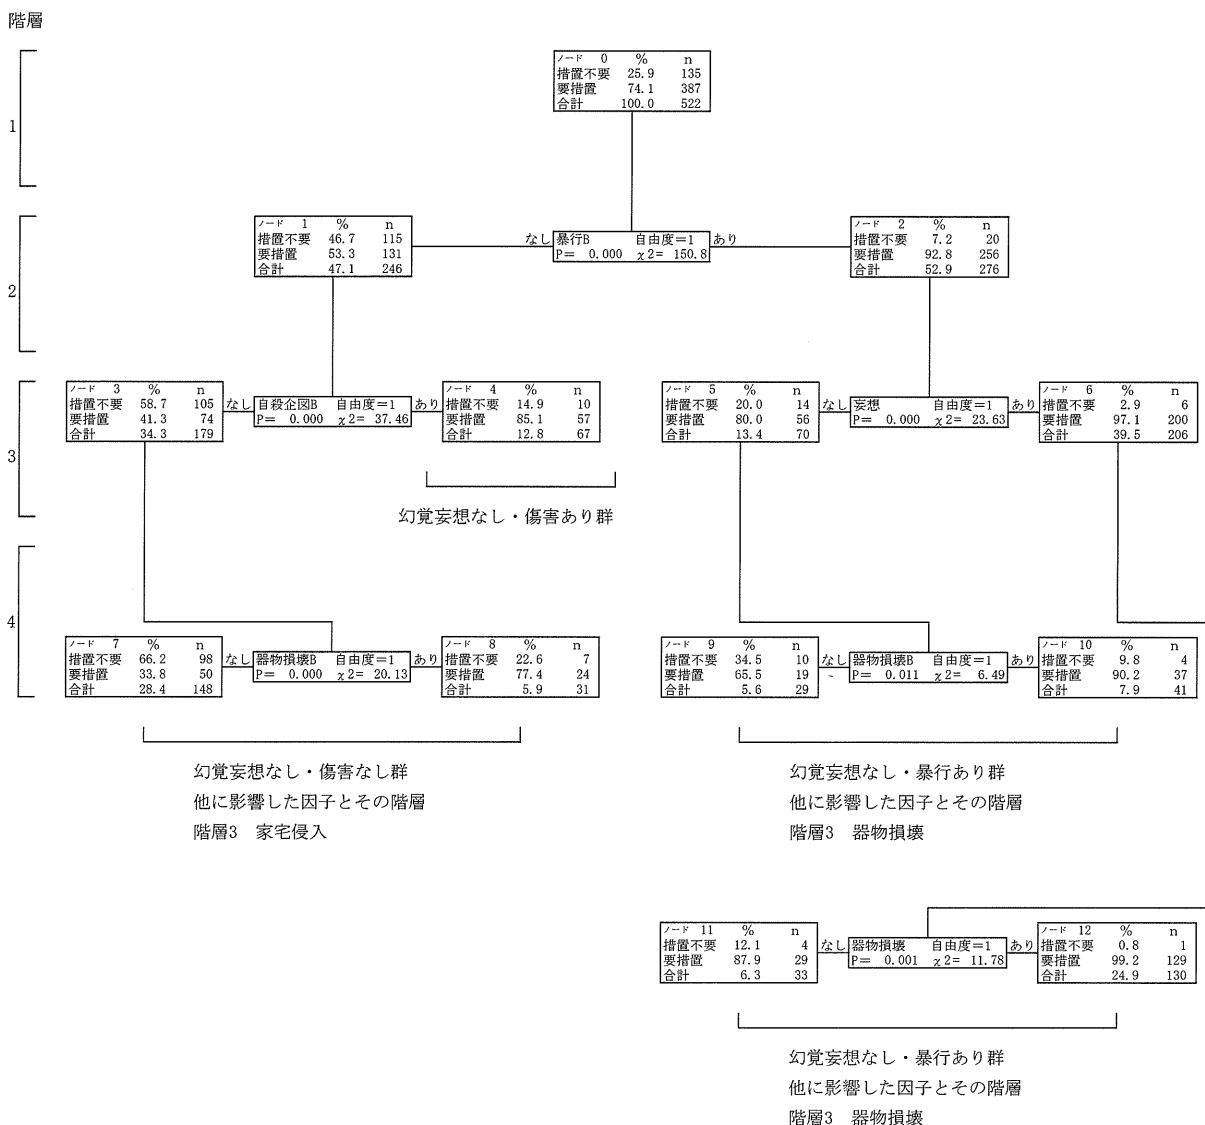 階層
1
2
3
4
ノード 0 % n
措置不要 25.9 135
要措置 74.1 387
合計 100.0 522
ノード 1 % n
措置不要 46.7 115
要措置 53.3 131
合計 47.1 246
なし 暴行B 自由度=1 あり
P= 0.000 χ2= 150.8
ノード 2 % n
措置不要 7.2 20
要措置 92.8 256
合計 52.9 276
ノード 3 % n
措置不要 58.7 105
要措置 41.3 74
合計 34.3 179
なし 自殺企図B 自由度=1 あり
P= 0.000 χ2= 37.46
ノード 4 % n
措置不要 14.9 10
要措置 85.1 57
合計 12.8 67
ノード 5 % n
措置不要 20.0 14
要措置 80.0 56
合計 13.4 70
なし 妄想 自由度=1 あり
P= 0.000 χ2= 23.63
ノード 6 % n
措置不要 2.9 6
要措置 97.1 200
合計 39.5 206
幻覚妄想なし・傷害あり群
ノード 7 % n
措置不要 66.2 98
要措置 33.8 50
合計 28.4 148
なし 器物損壊B 自由度=1 あり
P= 0.000 χ2= 20.13
ノード 8 % n
措置不要 22.6 7
要措置 77.4 24
合計 5.9 31
ノード 9 % n
措置不要 34.5 10
要措置 65.5 19
合計 5.6 29
なし 器物損壊B 自由度=1 あり
P= 0.011 χ2= 6.49
ノード 10 % n
措置不要 9.8 4
要措置 90.2 37
合計 7.9 41
幻覚妄想なし・傷害なし群
他に影響した因子とその階層
階層3 家宅侵入
幻覚妄想なし・暴行あり群
他に影響した因子とその階層
階層3 器物損壊
ノード 11 % n
措置不要 12.1 4
要措置 87.9 29
合計 6.3 33
なし 器物損壊 自由度=1 あり
P= 0.001 χ2= 11.78
ノード 12 % n
措置不要 0.8 1
要措置 99.2 129
合計 24.9 130
幻覚妄想なし・暴行あり群
他に影響した因子とその階層
階層3 器物損壊